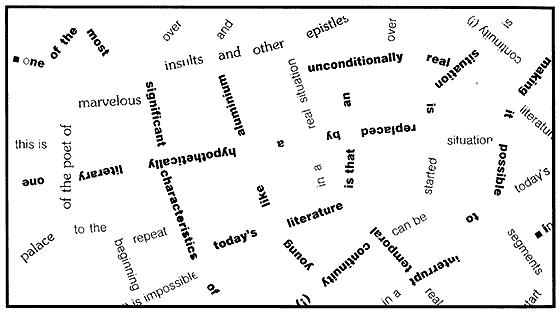 over
and
epistles
over
is
■ one of the most
insults and other
unconditionally
real
situation
continuity
making
marvelous
significant
aluminium
real situation
an
is
it
replaced
by
a
situation
this is
of the poet of
hypothetically
literary
one
in a
is that
started
possible
today's
characteristics
like
literature
can be
to
palace
to the
repeat
beginning
today's
young
continuity
temporal
interrupt
segments
is impossible
of
(i)
in a
real